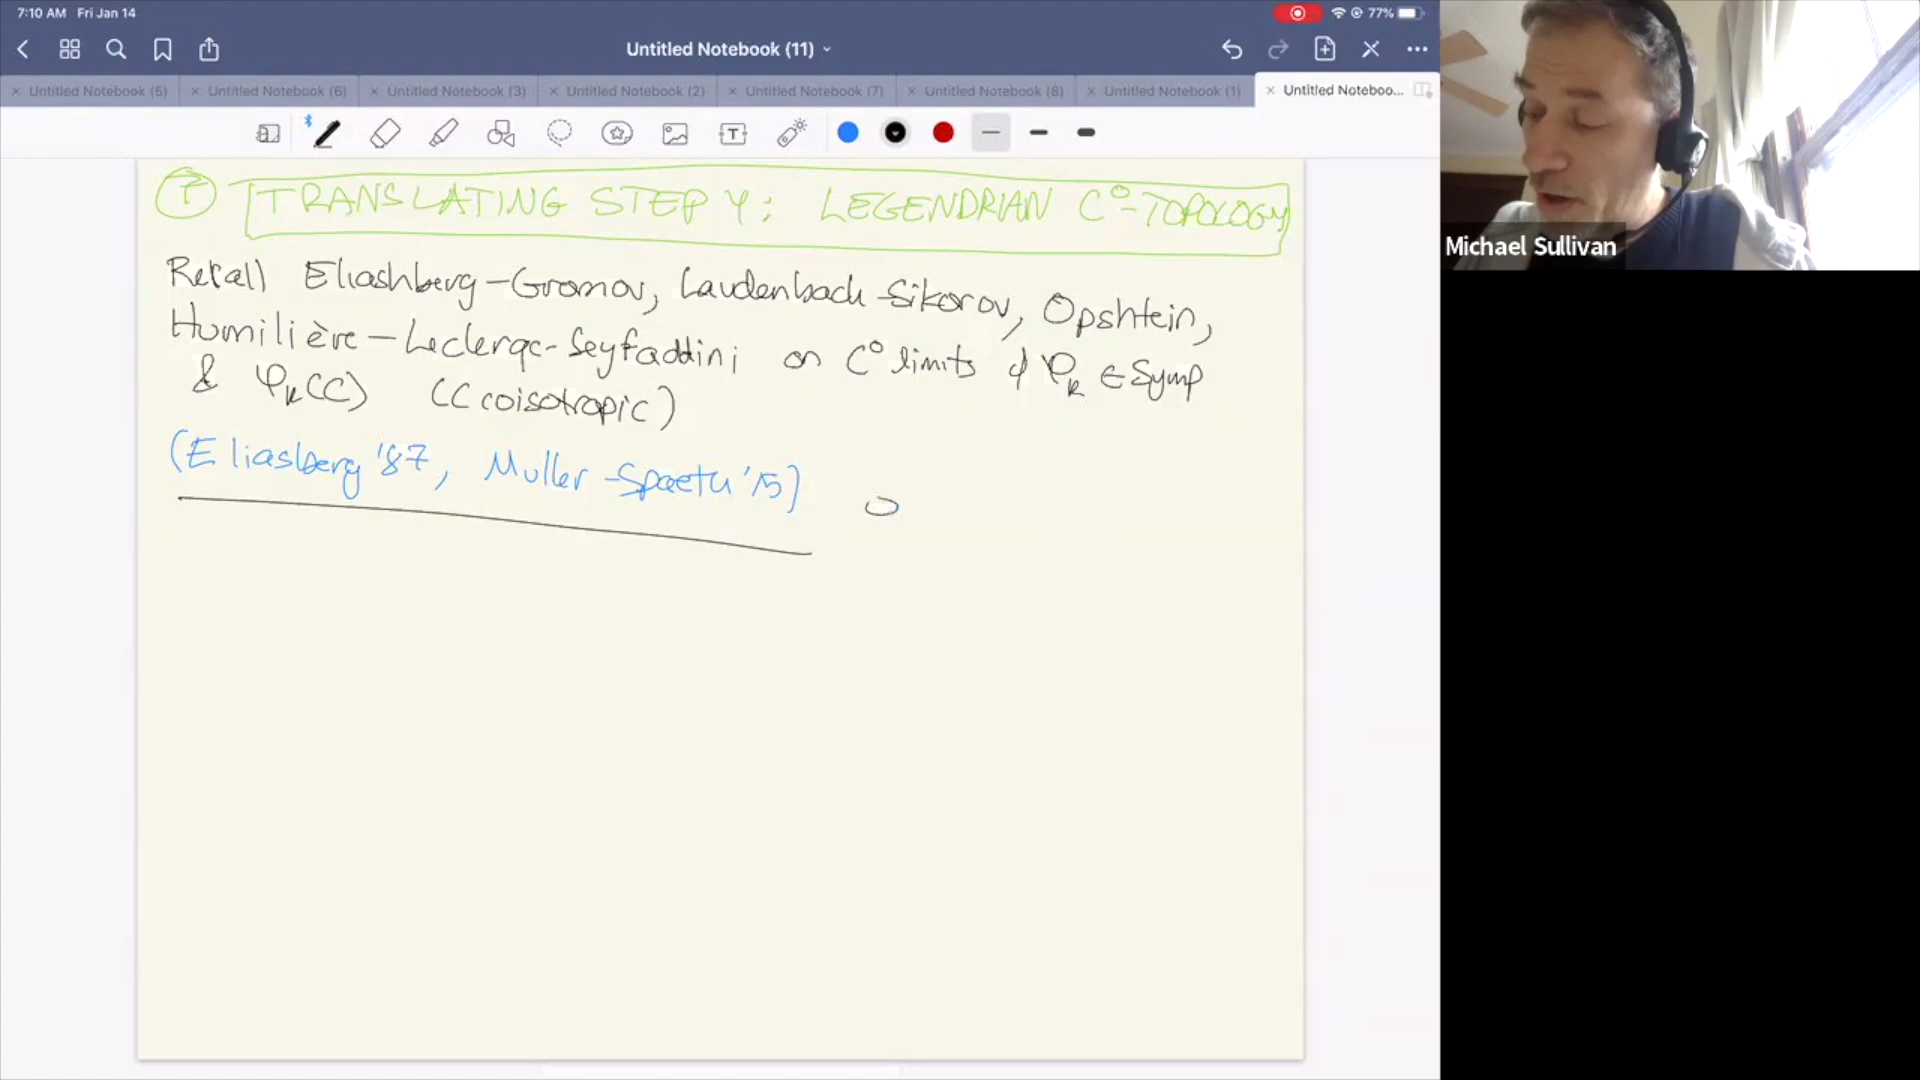 7:10 AM Fri Jan 14
77%
Untitled Notebook (11)
Untitled Notebook (5)
Untitled Notebook (6)
Untitled Notebook (3)
Untitled Notebook (2)
Untitled Notebook (7)
Untitled Notebook (8)
Untitled Notebook (1)
Untitled Noteboo...
TRANSLATING STEP 4: LEGENDRIAN C⁰-TOPOLOGY
Recall Eliashberg-Gromov, Laudenbach-Sikorov, Opshtein,
Humilière-Leclerqc-Seyfaddini on C⁰ limits of φₖ ∈ Symp
& φₖ(C) (C coisotropic)
(Eliasberg '87, Muller-Spaeth '15)
Michael Sullivan